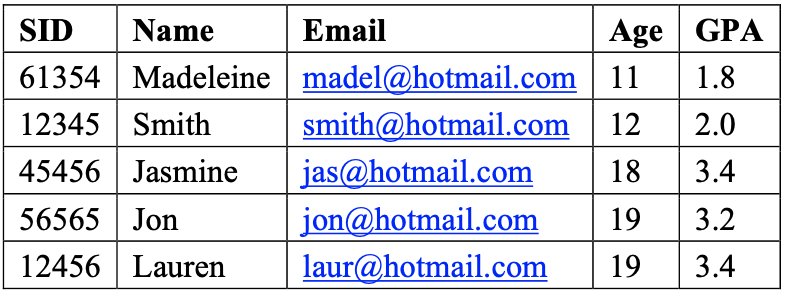 SID Name Email Age GPA
61354 Madeleine madel@hotmail.com 11 1.8
12345 Smith smith@hotmail.com 12 2.0
45456 Jasmine jas@hotmail.com 18 3.4
56565 Jon jon@hotmail.com 19 3.2
12456 Lauren laur@hotmail.com 19 3.4